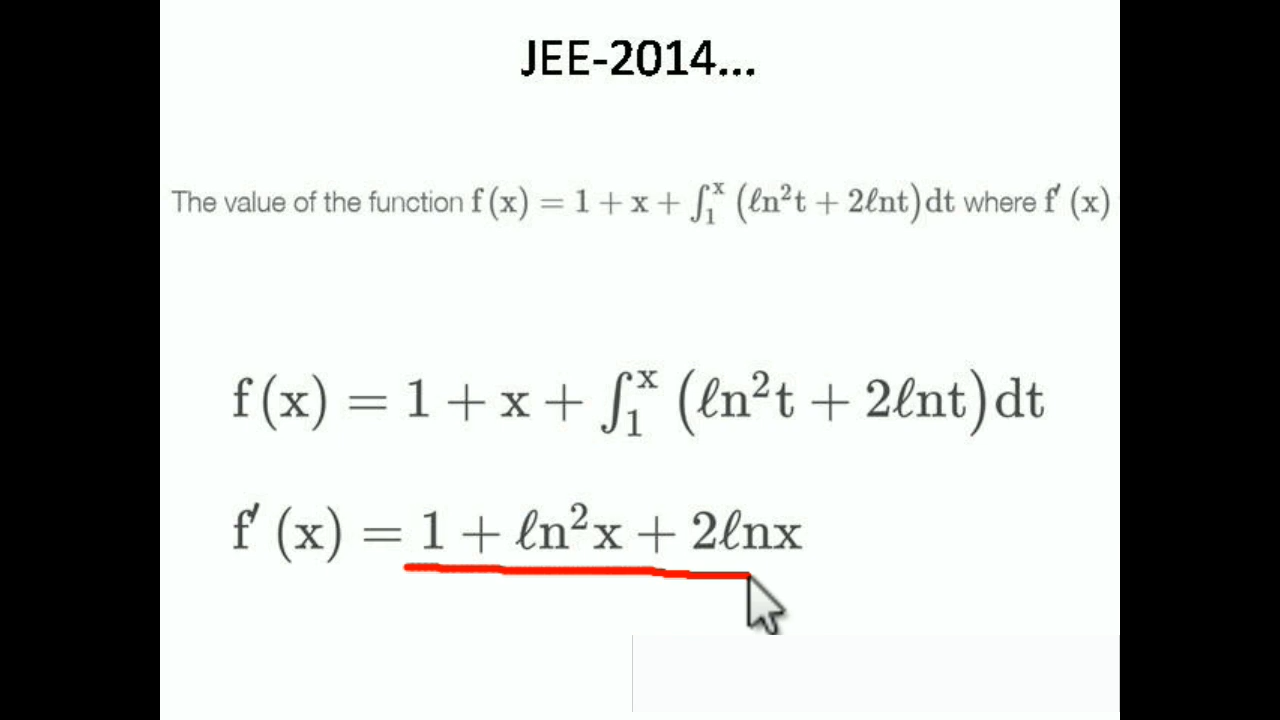 JEE-2014...
The value of the function f (x) = 1 + x + ∫₁ˣ (ℓn²t + 2ℓnt)dt where f′ (x)
f (x) = 1 + x + ∫₁ˣ (ℓn²t + 2ℓnt)dt
f′ (x) = 1 + ℓn²x + 2ℓnx